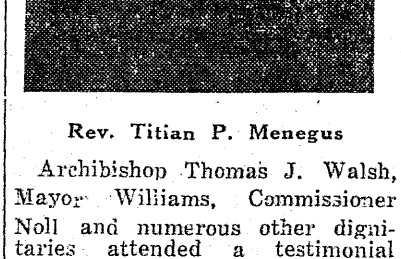 Rev. Titian P. Menegus
Archibishop Thomas J. Walsh,
Mayor Williams, Commissioner
Noll and numerous other digni-
taries attended a testimonial